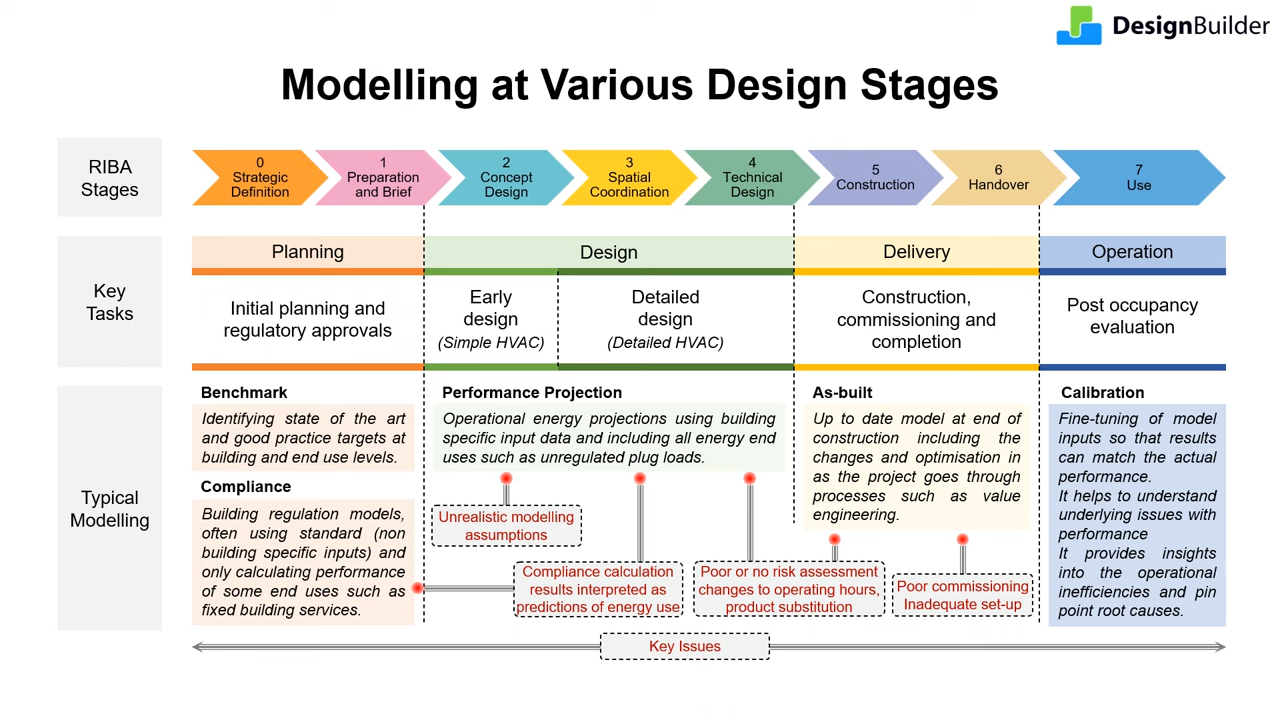 DesignBuilder
Modelling at Various Design Stages
RIBA
Stages
0
Strategic
Definition
1
Preparation
and Brief
2
Concept
Design
3
Spatial
Coordination
4
Technical
Design
5
Construction
6
Handover
7
Use
Key
Tasks
Planning
Design
Delivery
Operation
Initial planning and
regulatory approvals
Early
design
(Simple HVAC)
Detailed
design
(Detailed HVAC)
Construction,
commissioning and
completion
Post occupancy
evaluation
Typical
Modelling
Benchmark
Identifying state of the art
and good practice targets at
building and end use levels.
Compliance
Building regulation models,
often using standard (non
building specific inputs) and
only calculating performance
of some end uses such as
fixed building services.
Performance Projection
Operational energy projections using building
specific input data and including all energy end
uses such as unregulated plug loads.
Unrealistic modelling
assumptions
Compliance calculation
results interpreted as
predictions of energy use
Poor or no risk assessment
changes to operating hours,
product substitution
As-built
Up to date model at end of
construction including the
changes and optimisation in
as the project goes through
processes such as value
engineering.
Poor commissioning
Inadequate set-up
Calibration
Fine-tuning of model
inputs so that results
can match the actual
performance.
It helps to understand
underlying issues with
performance
It provides insights
into the operational
inefficiencies and pin
point root causes.
Key Issues